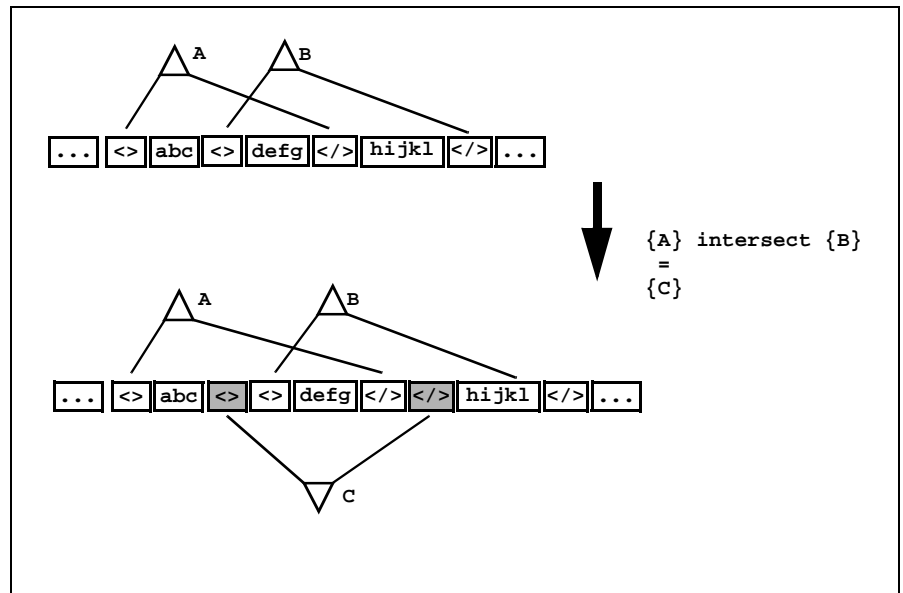 A B
... <> abc <> defg </> hijkl </> ...
{A} intersect {B}
=
{C}
A B
... <> abc <> <> defg </> </> hijkl </> ...
C